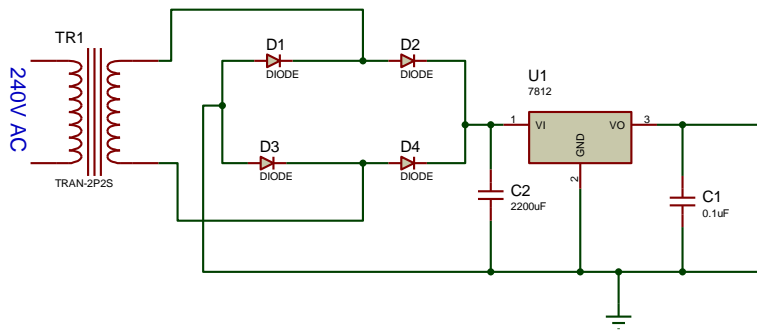 TR1
240V AC
TRAN-2P2S
D1
DIODE
D2
DIODE
D3
DIODE
D4
DIODE
U1
7812
1
VI
VO
3
GND
2
C2
2200uF
C1
0.1uF